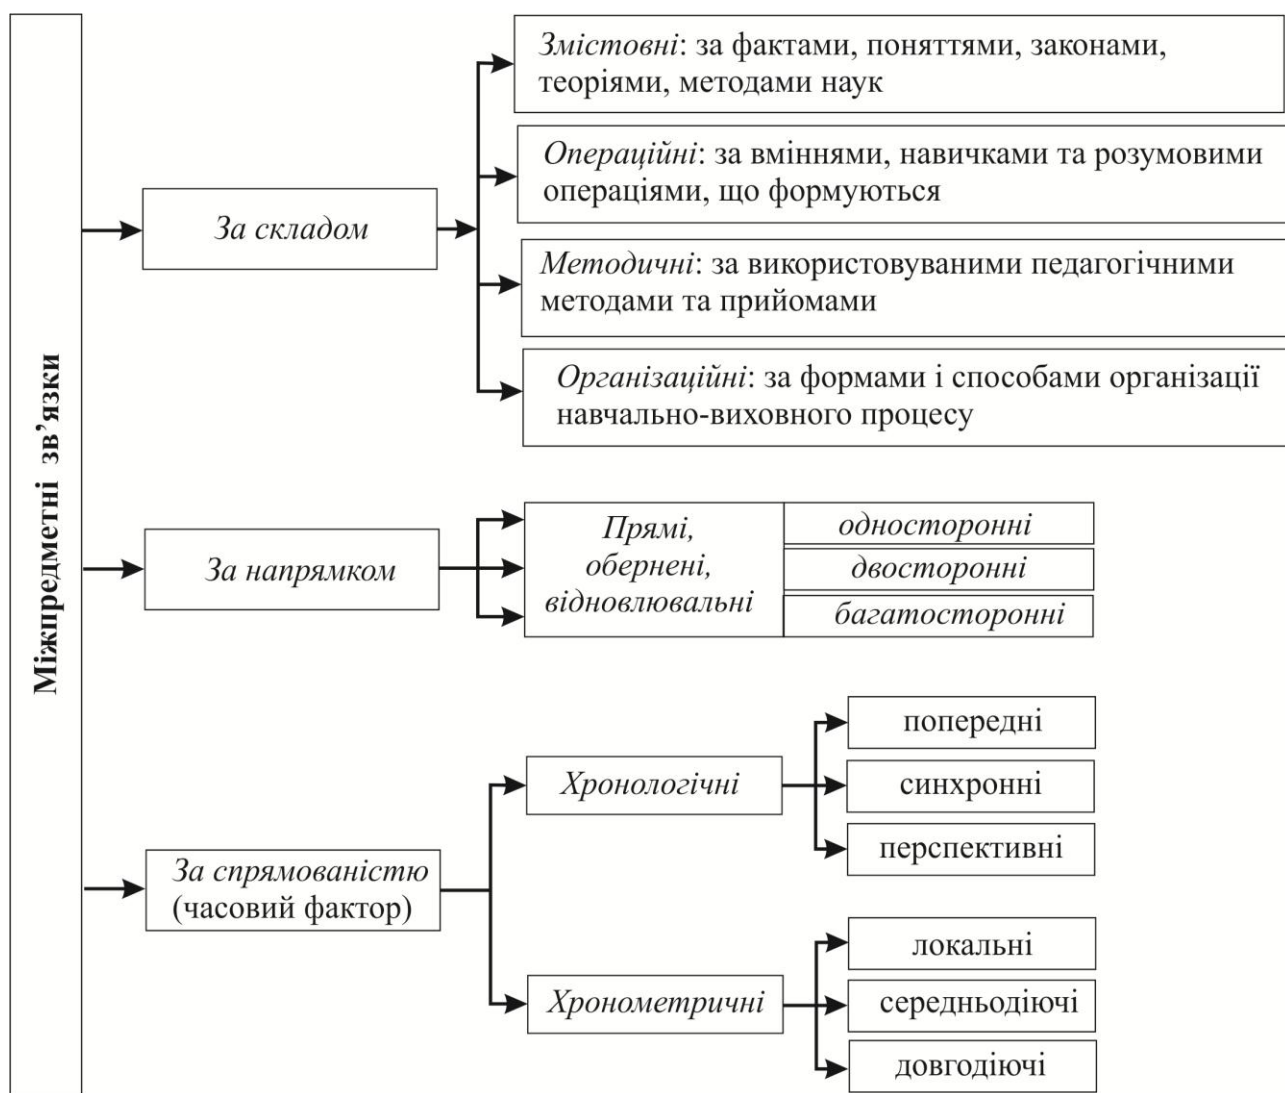 Міжпредметні зв’язки
За складом
Змістовні: за фактами, поняттями, законами,
теоріями, методами наук
Операційні: за вміннями, навичками та розумовими
операціями, що формуються
Методичні: за використовуваними педагогічними
методами та прийомами
Організаційні: за формами і способами організації
навчально-виховного процесу
За напрямком
Прямі,
обернені,
відновлювальні
односторонні
двосторонні
багатосторонні
За спрямованістю
(часовий фактор)
Хронологічні
попередні
синхронні
перспективні
Хронометричні
локальні
середньодіючі
довгодіючі